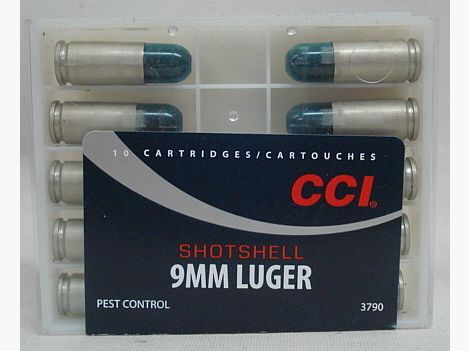 10 CARTRIDGES/CARTOUCHES
CCI®
SHOTSHELL
9MM LUGER
PEST CONTROL 3790